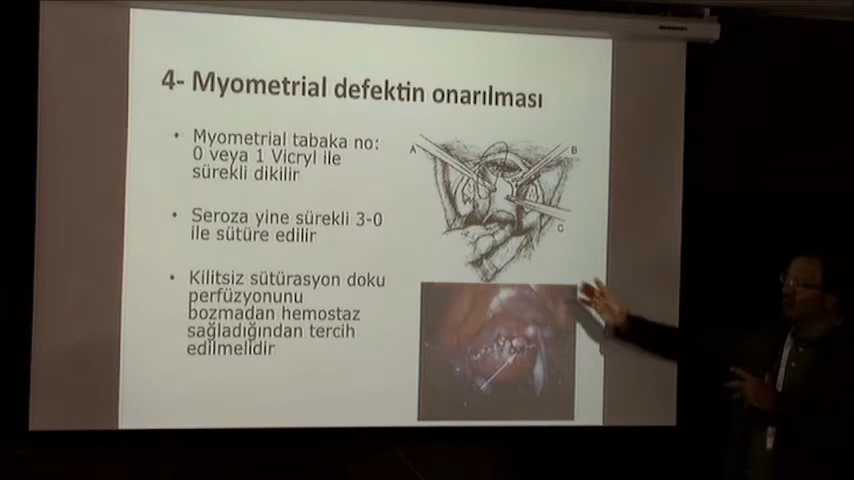 4- Myometrial defektin onarılması
• Myometrial tabaka no:
0 veya 1 Vicryl ile
sürekli dikilir
• Seroza yine sürekli 3-0
ile sütüre edilir
• Kilitsiz sütürasyon doku
perfüzyonunu
bozmadan hemostaz
sağladığından tercih
edilmelidir
A
B
C